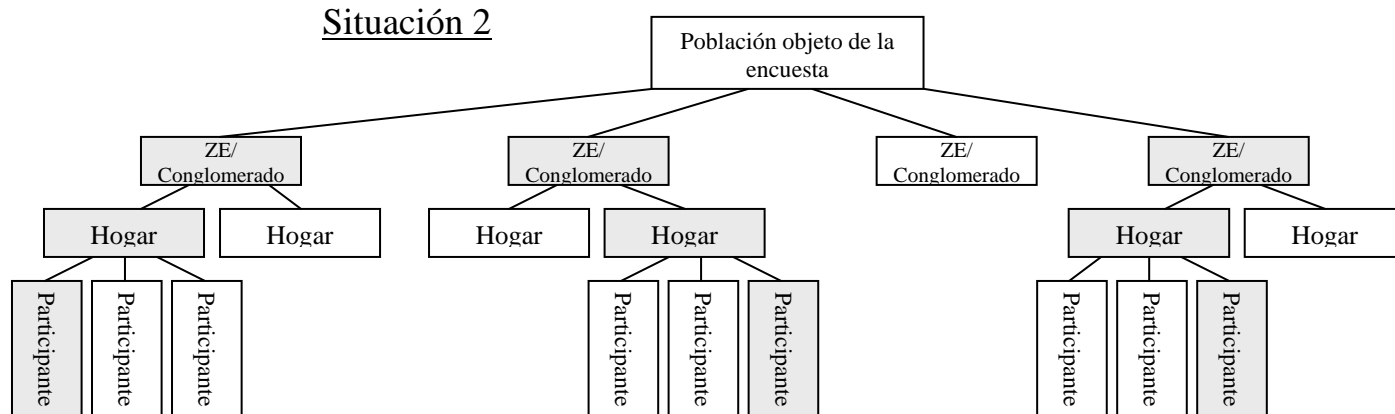 Situación 2
Población objeto de la
encuesta
ZE/
Conglomerado
ZE/
Conglomerado
ZE/
Conglomerado
ZE/
Conglomerado
Hogar
Hogar
Hogar
Hogar
Hogar
Hogar
Participante
Participante
Participante
Participante
Participante
Participante
Participante
Participante
Participante